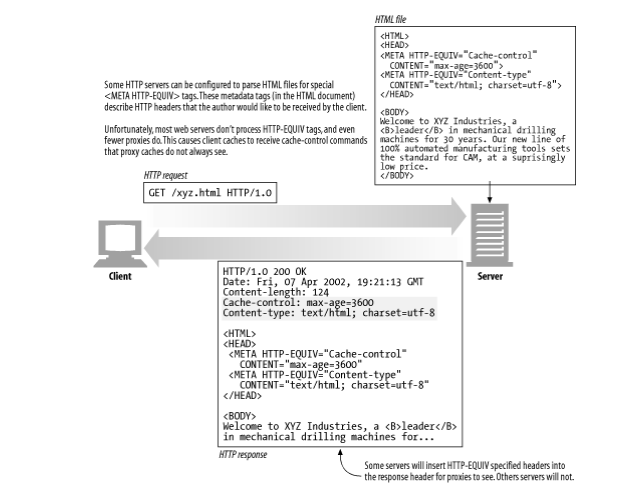 HTML file
<HTML>
<HEAD>
<META HTTP-EQUIV="Cache-control"
CONTENT="max-age=3600">
<META HTTP-EQUIV="Content-type"
CONTENT="text/html; charset=utf-8">
</HEAD>
<BODY>
Welcome to XYZ Industries, a
<B>leader</B> in mechanical drilling
machines for 30 years. Our new line of
100% automated manufacturing tools sets
the standard for CAM, at a suprisingly
low price.
</BODY>
Some HTTP servers can be configured to parse HTML files for special
<META HTTP-EQUIV> tags. These metadata tags (in the HTML document)
describe HTTP headers that the author would like to be received by the client.
Unfortunately, most web servers don't process HTTP-EQUIV tags, and even
fewer proxies do. This causes client caches to receive cache-control commands
that proxy caches do not always see.
HTTP request
GET /xyz.html HTTP/1.0
Client
Server
HTTP/1.0 200 OK
Date: Fri, 07 Apr 2002, 19:21:13 GMT
Content-length: 124
Cache-control: max-age=3600
Content-type: text/html; charset=utf-8
<HTML>
<HEAD>
<META HTTP-EQUIV="Cache-control"
CONTENT="max-age=3600"
<META HTTP-EQUIV="Content-type"
CONTENT="text/html; charset=utf-8"
</HEAD>
<BODY>
Welcome to XYZ Industries, a <B>leader</B>
in mechanical drilling machines for...
HTTP response
Some servers will insert HTTP-EQUIV specified headers into
the response header for proxies to see. Others servers will not.